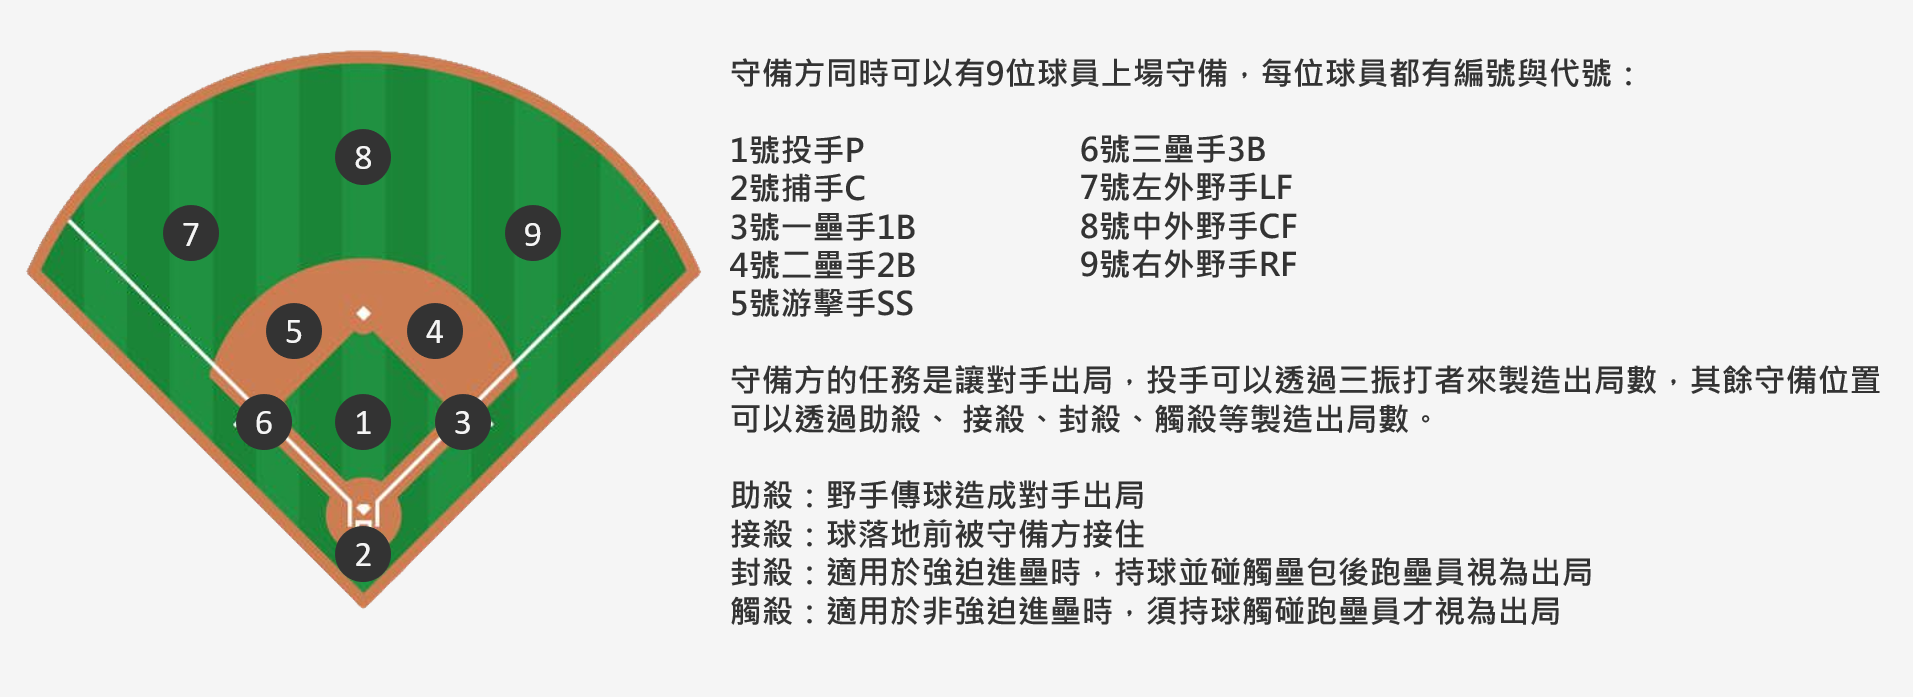 守備方同時可以有9位球員上場守備，每位球員都有編號與代號：
1號投手P
2號捕手C
3號一壘手1B
4號二壘手2B
5號游擊手SS
6號三壘手3B
7號左外野手LF
8號中外野手CF
9號右外野手RF
守備方的任務是讓對手出局，投手可以透過三振打者來製造出局數，其餘守備位置
可以透過助殺、 接殺、封殺、觸殺等製造出局數。
助殺：野手傳球造成對手出局
接殺：球落地前被守備方接住
封殺：適用於強迫進壘時，持球並碰觸壘包後跑壘員視為出局
觸殺：適用於非強迫進壘時，須持球觸碰跑壘員才視為出局
8
7
9
5
4
6
1
3
2